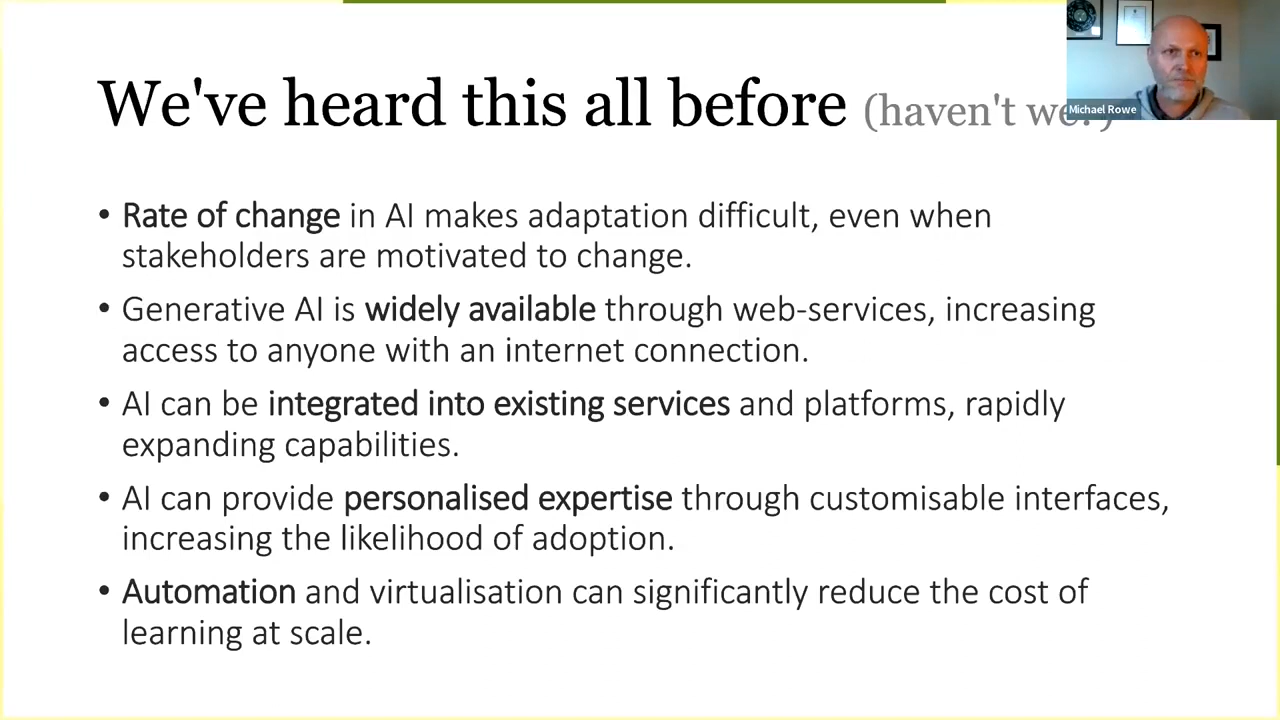 We've heard this all before (haven't we?)
Michael Rowe
• Rate of change in AI makes adaptation difficult, even when
stakeholders are motivated to change.
• Generative AI is widely available through web-services, increasing
access to anyone with an internet connection.
• AI can be integrated into existing services and platforms, rapidly
expanding capabilities.
• AI can provide personalised expertise through customisable interfaces,
increasing the likelihood of adoption.
• Automation and virtualisation can significantly reduce the cost of
learning at scale.